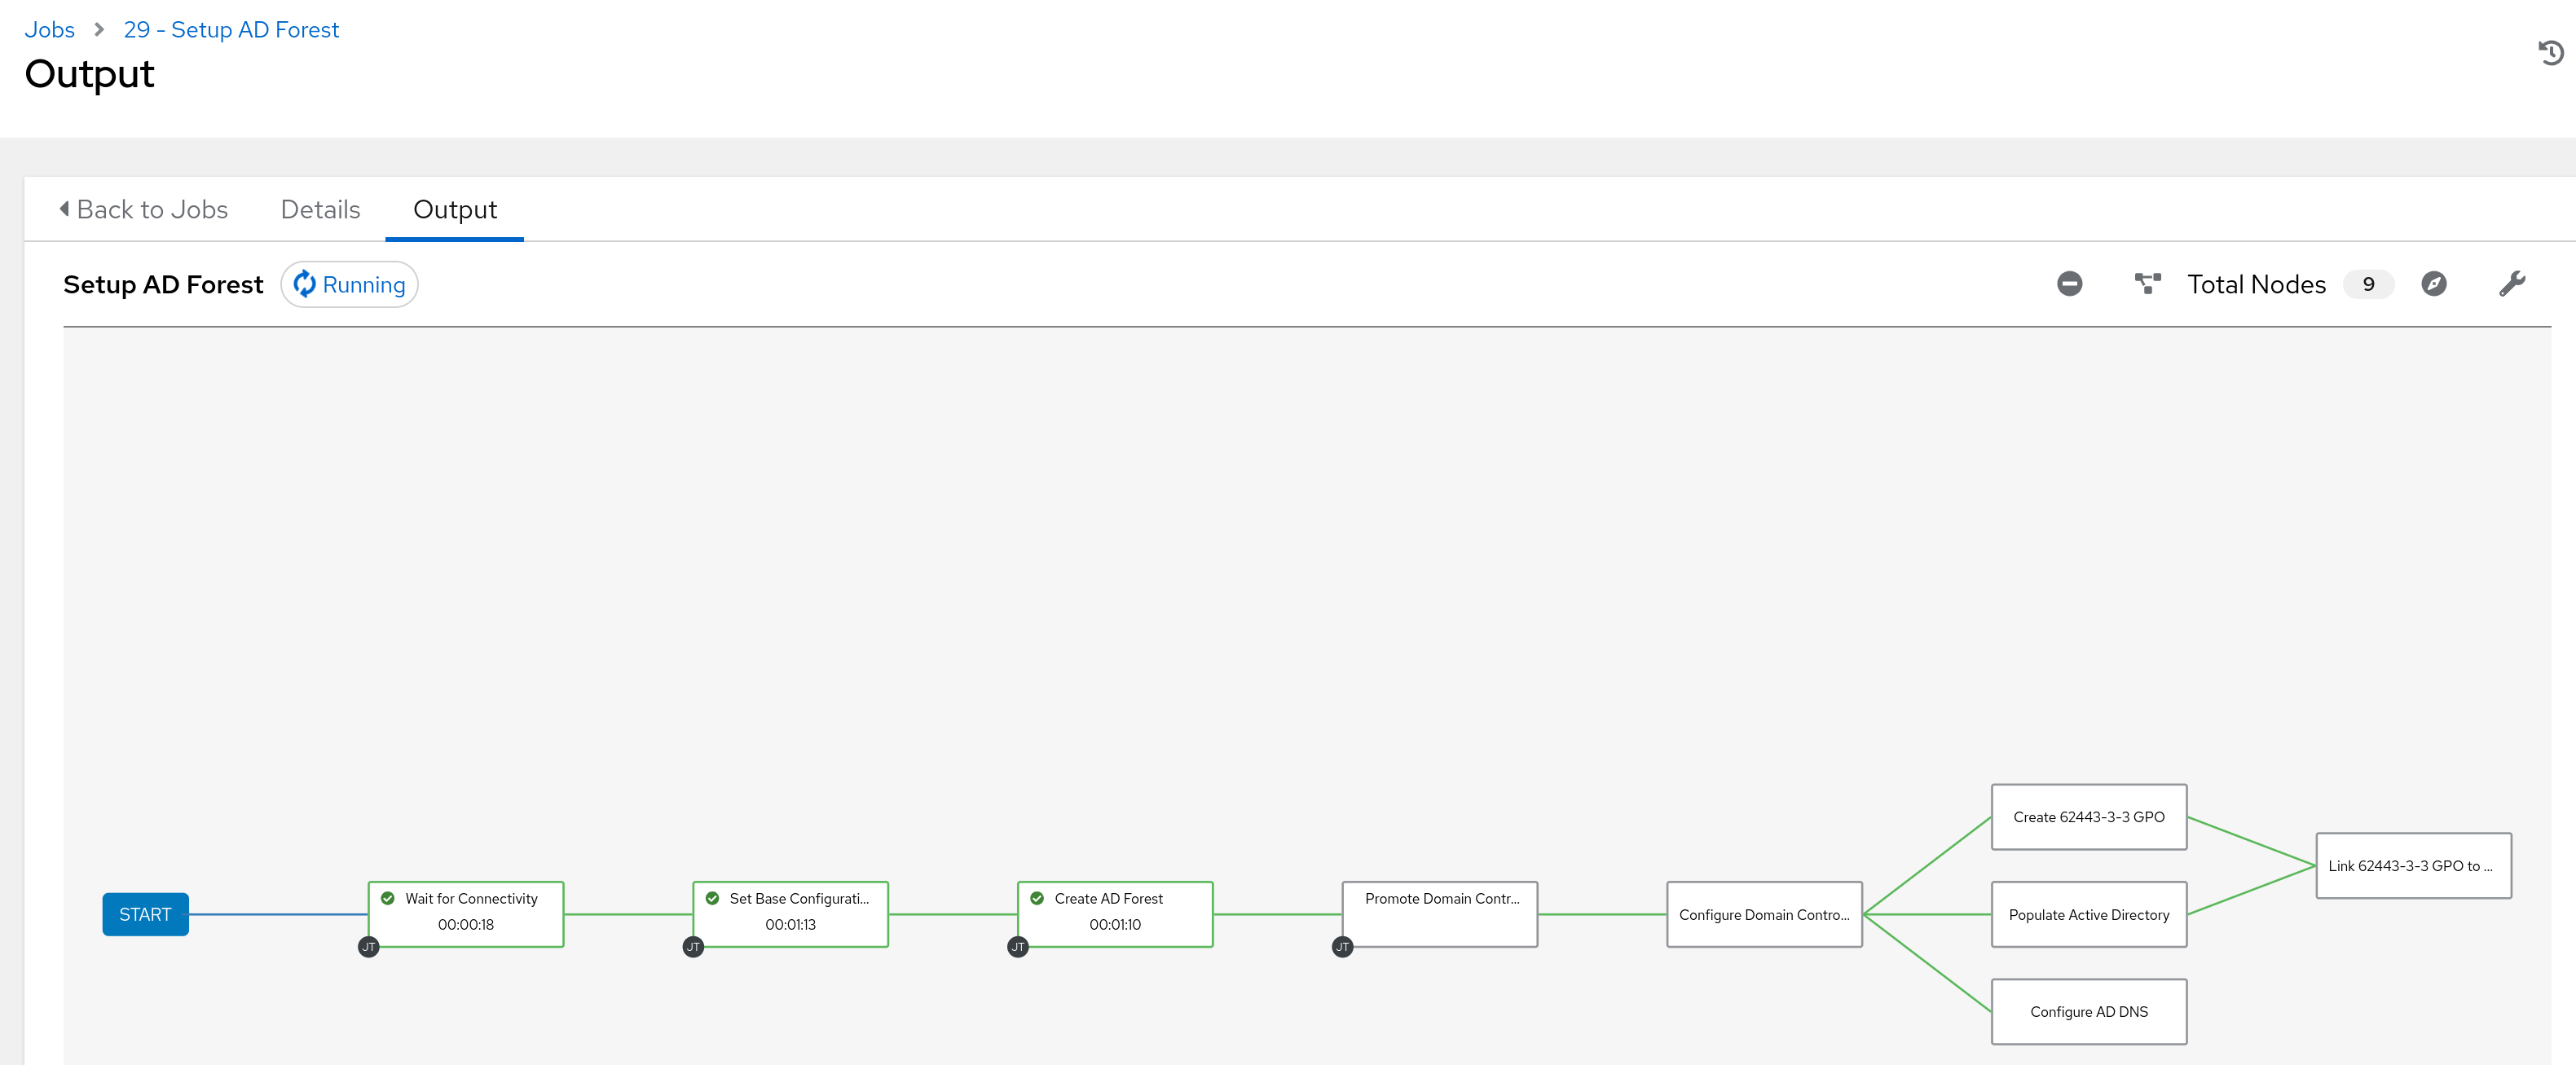 Jobs 29 - Setup AD Forest
Output
Back to Jobs Details Output
Setup AD Forest Running Total Nodes 9
START
Wait for Connectivity
00:00:18
JT
Set Base Configurati...
00:01:13
JT
Create AD Forest
00:01:10
JT
Promote Domain Contr...
JT
Configure Domain Contro...
Create 62443-3-3 GPO
Populate Active Directory
Configure AD DNS
Link 62443-3-3 GPO to ...